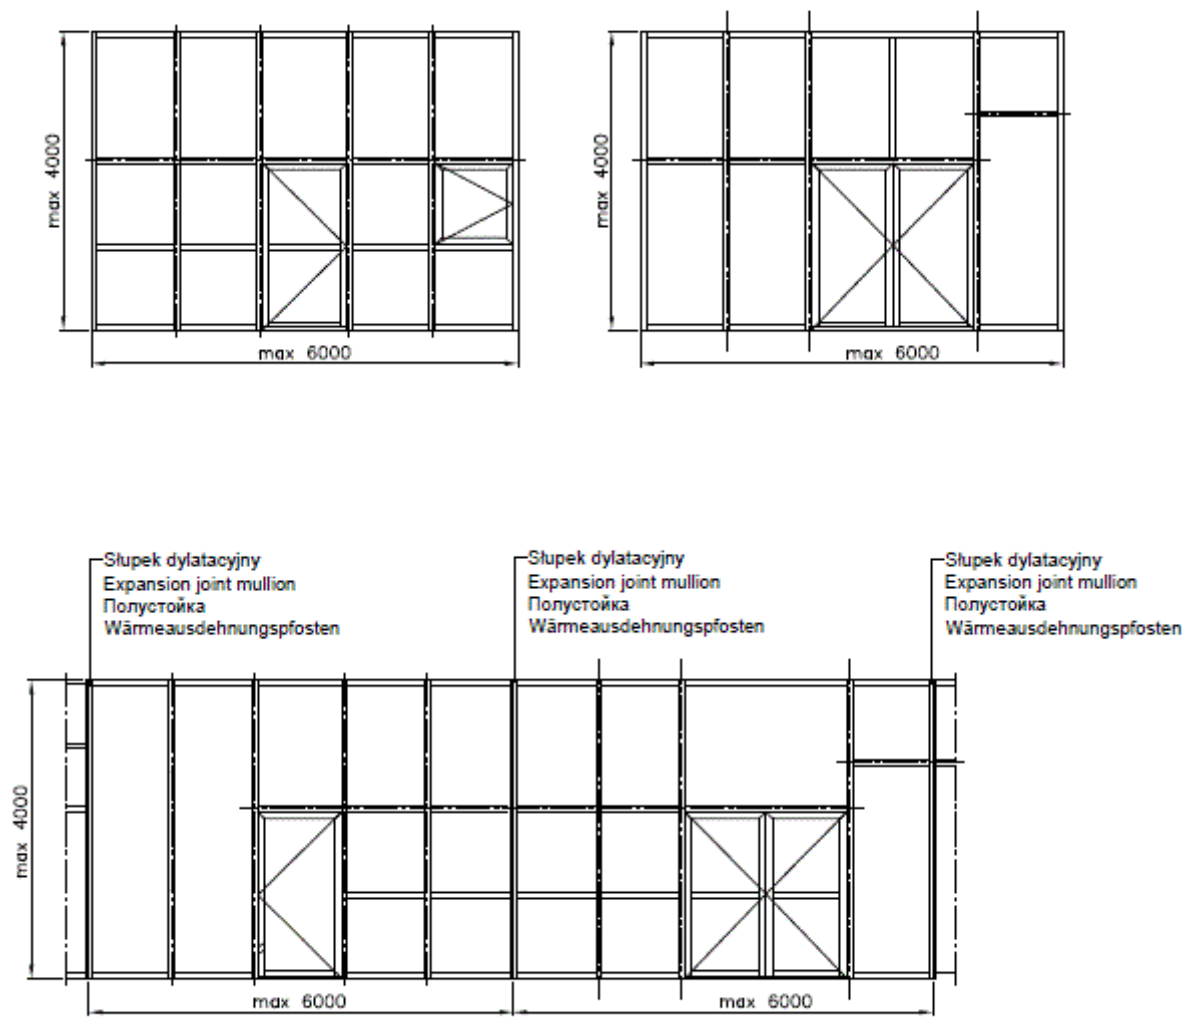 max 4000
max 6000
max 4000
max 6000
Słupek dylatacyjny
Expansion joint mullion
Полустойка
Wärmeausdehnungspfosten
Słupek dylatacyjny
Expansion joint mullion
Полустойка
Wärmeausdehnungspfosten
Słupek dylatacyjny
Expansion joint mullion
Полустойка
Wärmeausdehnungspfosten
max 4000
max 6000
max 6000